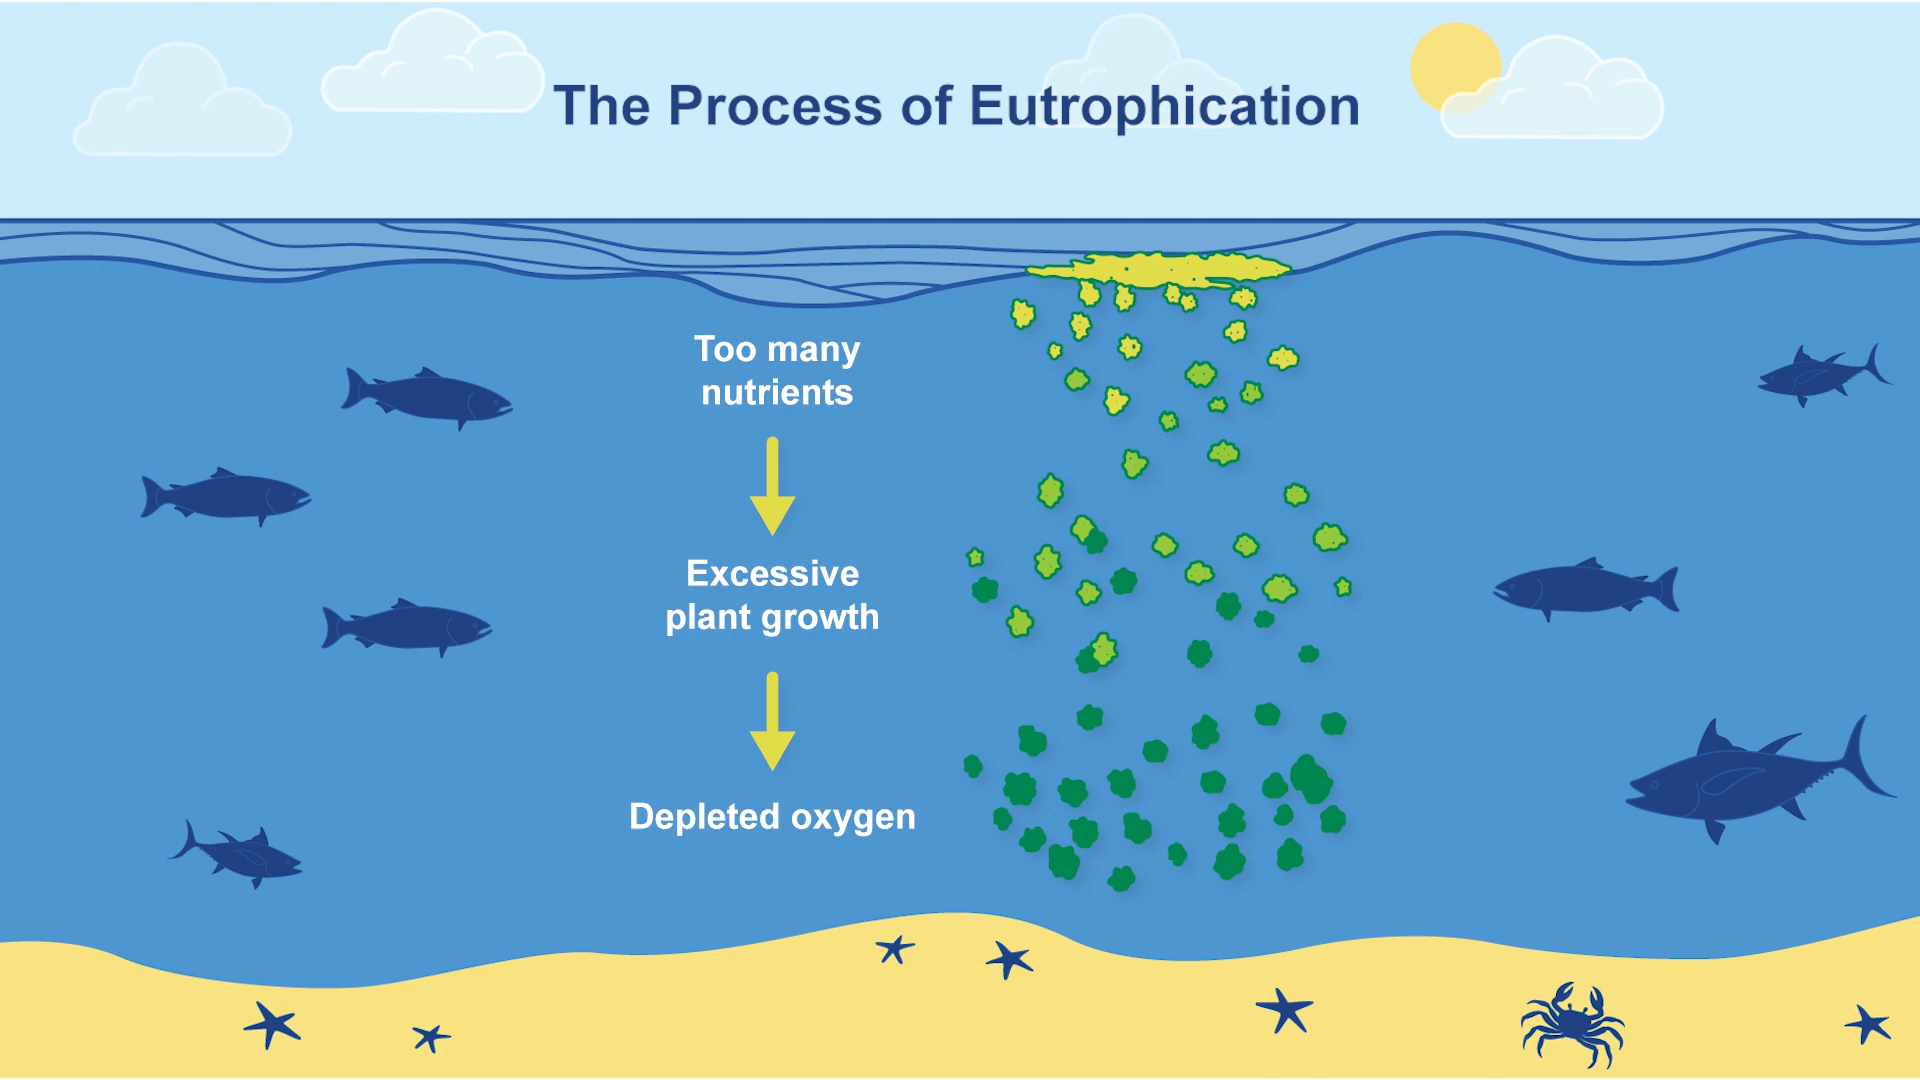 The Process of Eutrophication
Too many
nutrients
Excessive
plant growth
Depleted oxygen